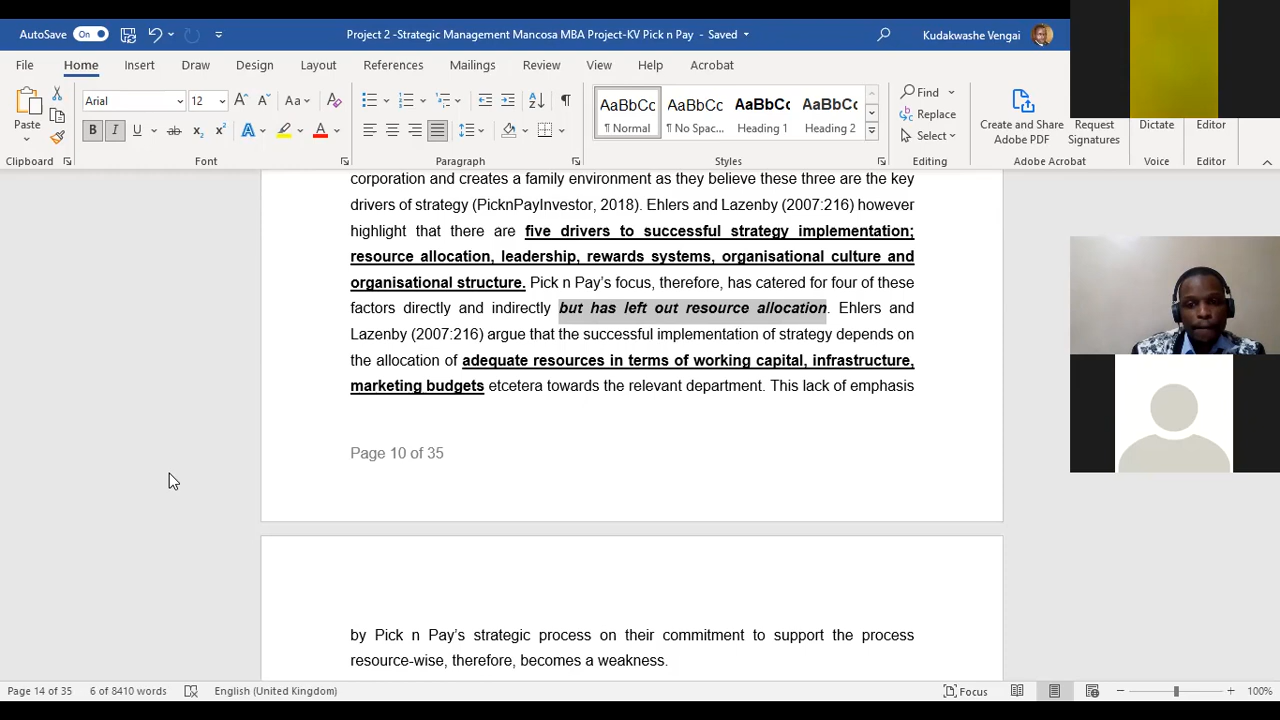 AutoSave On Project 2 -Strategic Management Mancosa MBA Project-KV Pick n Pay - Saved Kudakwashe Vengai
File Home Insert Draw Design Layout References Mailings Review View Help Acrobat
Paste Arial 12 Aa AaBbCc AaBbCc AaBbCc AaBbCc Find Replace Select
¶ Normal ¶ No Spac... Heading 1 Heading 2 Create and Share Adobe PDF Request Signatures Dictate Editor
Clipboard Font Paragraph Styles Editing Adobe Acrobat Voice Editor
corporation and creates a family environment as they believe these three are the key
drivers of strategy (PicknPayInvestor, 2018). Ehlers and Lazenby (2007:216) however
highlight that there are five drivers to successful strategy implementation;
resource allocation, leadership, rewards systems, organisational culture and
organisational structure. Pick n Pay's focus, therefore, has catered for four of these
factors directly and indirectly but has left out resource allocation. Ehlers and
Lazenby (2007:216) argue that the successful implementation of strategy depends on
the allocation of adequate resources in terms of working capital, infrastructure,
marketing budgets etcetera towards the relevant department. This lack of emphasis
Page 10 of 35
by Pick n Pay's strategic process on their commitment to support the process
resource-wise, therefore, becomes a weakness.
Page 14 of 35 6 of 8410 words English (United Kingdom) Focus 100%